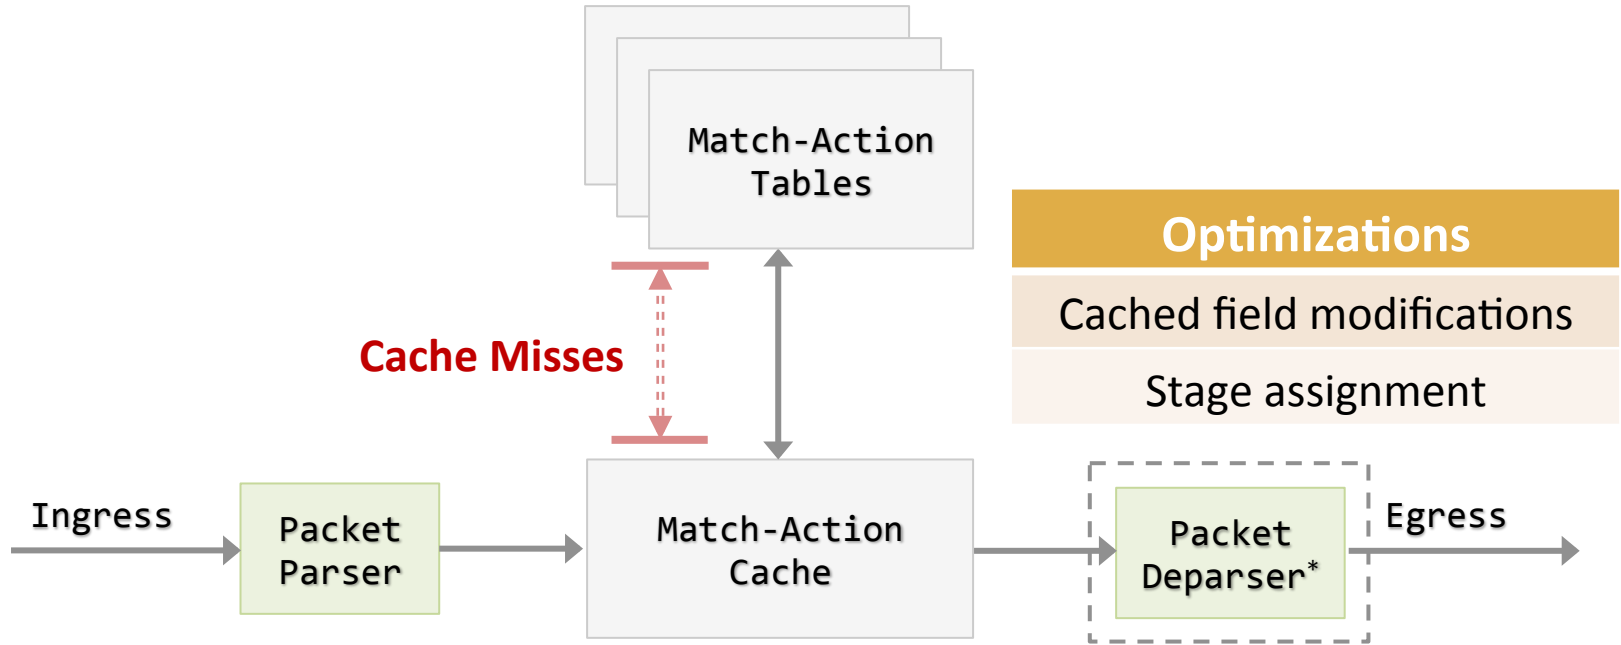 Match-Action
Tables
Optimizations
Cached field modifications
Stage assignment
Cache Misses
Ingress
Packet
Parser
Match-Action
Cache
Packet
Deparser*
Egress